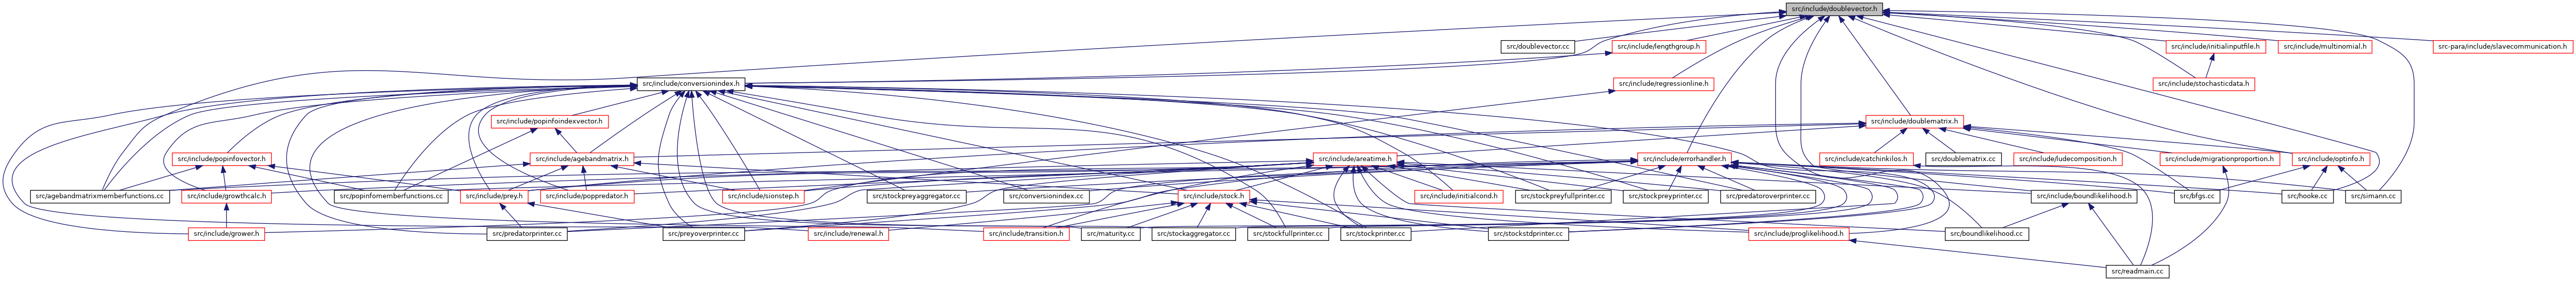 src/include/doublevector.h
src/doublevector.cc
src/include/lengthgroup.h
src/include/initialinputfile.h
src/include/multinomial.h
src-para/include/slavecommunication.h
src/include/conversionindex.h
src/include/regressionline.h
src/include/stochasticdata.h
src/include/popinfoindexvector.h
src/include/doublematrix.h
src/include/popinfovector.h
src/include/agebandmatrix.h
src/include/areatime.h
src/include/errorhandler.h
src/include/catchinkilos.h
src/doublematrix.cc
src/include/ludecomposition.h
src/include/migrationproportion.h
src/include/optinfo.h
src/agebandmatrixmemberfunctions.cc
src/include/growthcalc.h
src/popinfomemberfunctions.cc
src/include/prey.h
src/include/poppredator.h
src/include/sionstep.h
src/stockpreyaggregator.cc
src/conversionindex.cc
src/include/stock.h
src/include/initialcond.h
src/stockpreyfullprinter.cc
src/stockpreyprinter.cc
src/predatoroverprinter.cc
src/include/boundlikelihood.h
src/bfgs.cc
src/hooke.cc
src/simann.cc
src/include/grower.h
src/predatorprinter.cc
src/preyoverprinter.cc
src/include/renewal.h
src/include/transition.h
src/maturity.cc
src/stockaggregator.cc
src/stockfullprinter.cc
src/stockprinter.cc
src/stockstdprinter.cc
src/include/proglikelihood.h
src/boundlikelihood.cc
src/readmain.cc